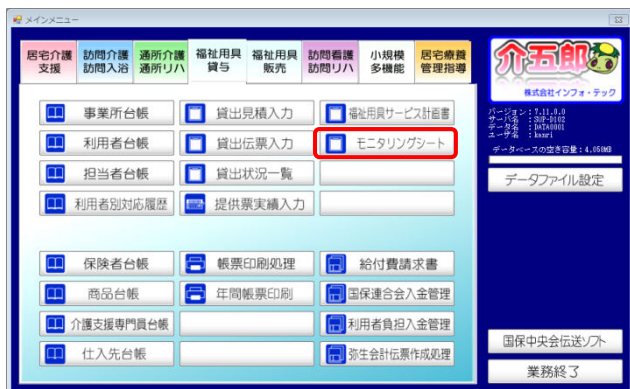 メインメニュー
居宅介護
支援
訪問介護
訪問入浴
通所介護
通所リハ
福祉用具
貸与
福祉用具
販売
訪問看護
訪問リハ
小規模
多機能
居宅療養
管理指導
事業所台帳
貸出見積入力
福祉用具サービス計画書
利用者台帳
貸出伝票入力
モニタリングシート
担当者台帳
貸出状況一覧
利用者別対応履歴
提供票実績入力
保険者台帳
帳票印刷処理
給付費請求書
商品台帳
年間帳票印刷
国保連合会入金管理
介護支援専門員台帳
利用者負担入金管理
仕入先台帳
弥生会計伝票作成処理
介五郎
株式会社インフォ・テック
バージョン：7.11.0.0
サーバ名　：SUP-D102
データ名　：DATA0001
ユーザ名　：kanri
データベースの空き容量：4,058MB
データファイル設定
国保中央会伝送ソフト
業務終了